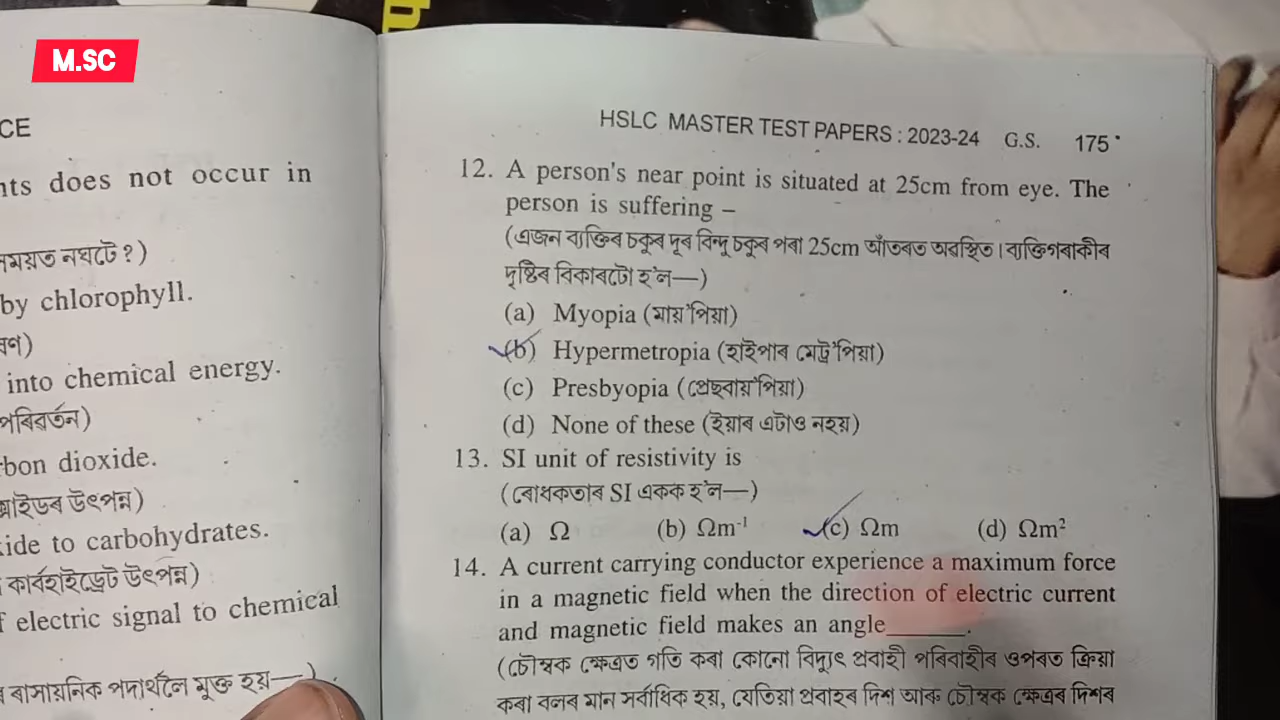 M.SC
h
CE
nts does not occur in
সময়ত নঘটে ?)
by chlorophyll.
into chemical energy.
পৰিৱৰ্তন)
bon dioxide.
অাইডৰ উৎপন্ন)
ide to carbohydrates.
কাৰ্বহাইড্ৰেট উৎপন্ন)
f electric signal to chemical
ৰাসায়নিক পদাৰ্থলৈ মুক্ত হয়—)
HSLC MASTER TEST PAPERS : 2023-24 G.S. 175
12. A person's near point is situated at 25cm from eye. The
person is suffering –
(এজন ব্যক্তিৰ চকুৰ দূৰ বিন্দু চকুৰ পৰা 25cm আঁতৰত অৱস্থিত। ব্যক্তিগৰাকীৰ
দৃষ্টিৰ বিকাৰটো হ'ল—)
(a) Myopia (মায়'পিয়া)
(b) Hypermetropia (হাইপাৰ মেট্ৰ'পিয়া)
(c) Presbyopia (প্ৰেছবায়'পিয়া)
(d) None of these (ইয়াৰ এটাও নহয়)
13. SI unit of resistivity is
(ৰোধকতাৰ SI একক হ'ল—)
(a) Ω (b) Ωm⁻¹ (c) Ωm (d) Ωm²
14. A current carrying conductor experience a maximum force
in a magnetic field when the direction of electric current
and magnetic field makes an angle______.
(চৌম্বক ক্ষেত্ৰত গতি কৰা কোনো বিদ্যুৎ প্ৰবাহী পৰিবাহীৰ ওপৰত ক্ৰিয়া
কৰা বলৰ মান সৰ্বাধিক হয়, যেতিয়া প্ৰবাহৰ দিশ আৰু চৌম্বক ক্ষেত্ৰৰ দিশৰ